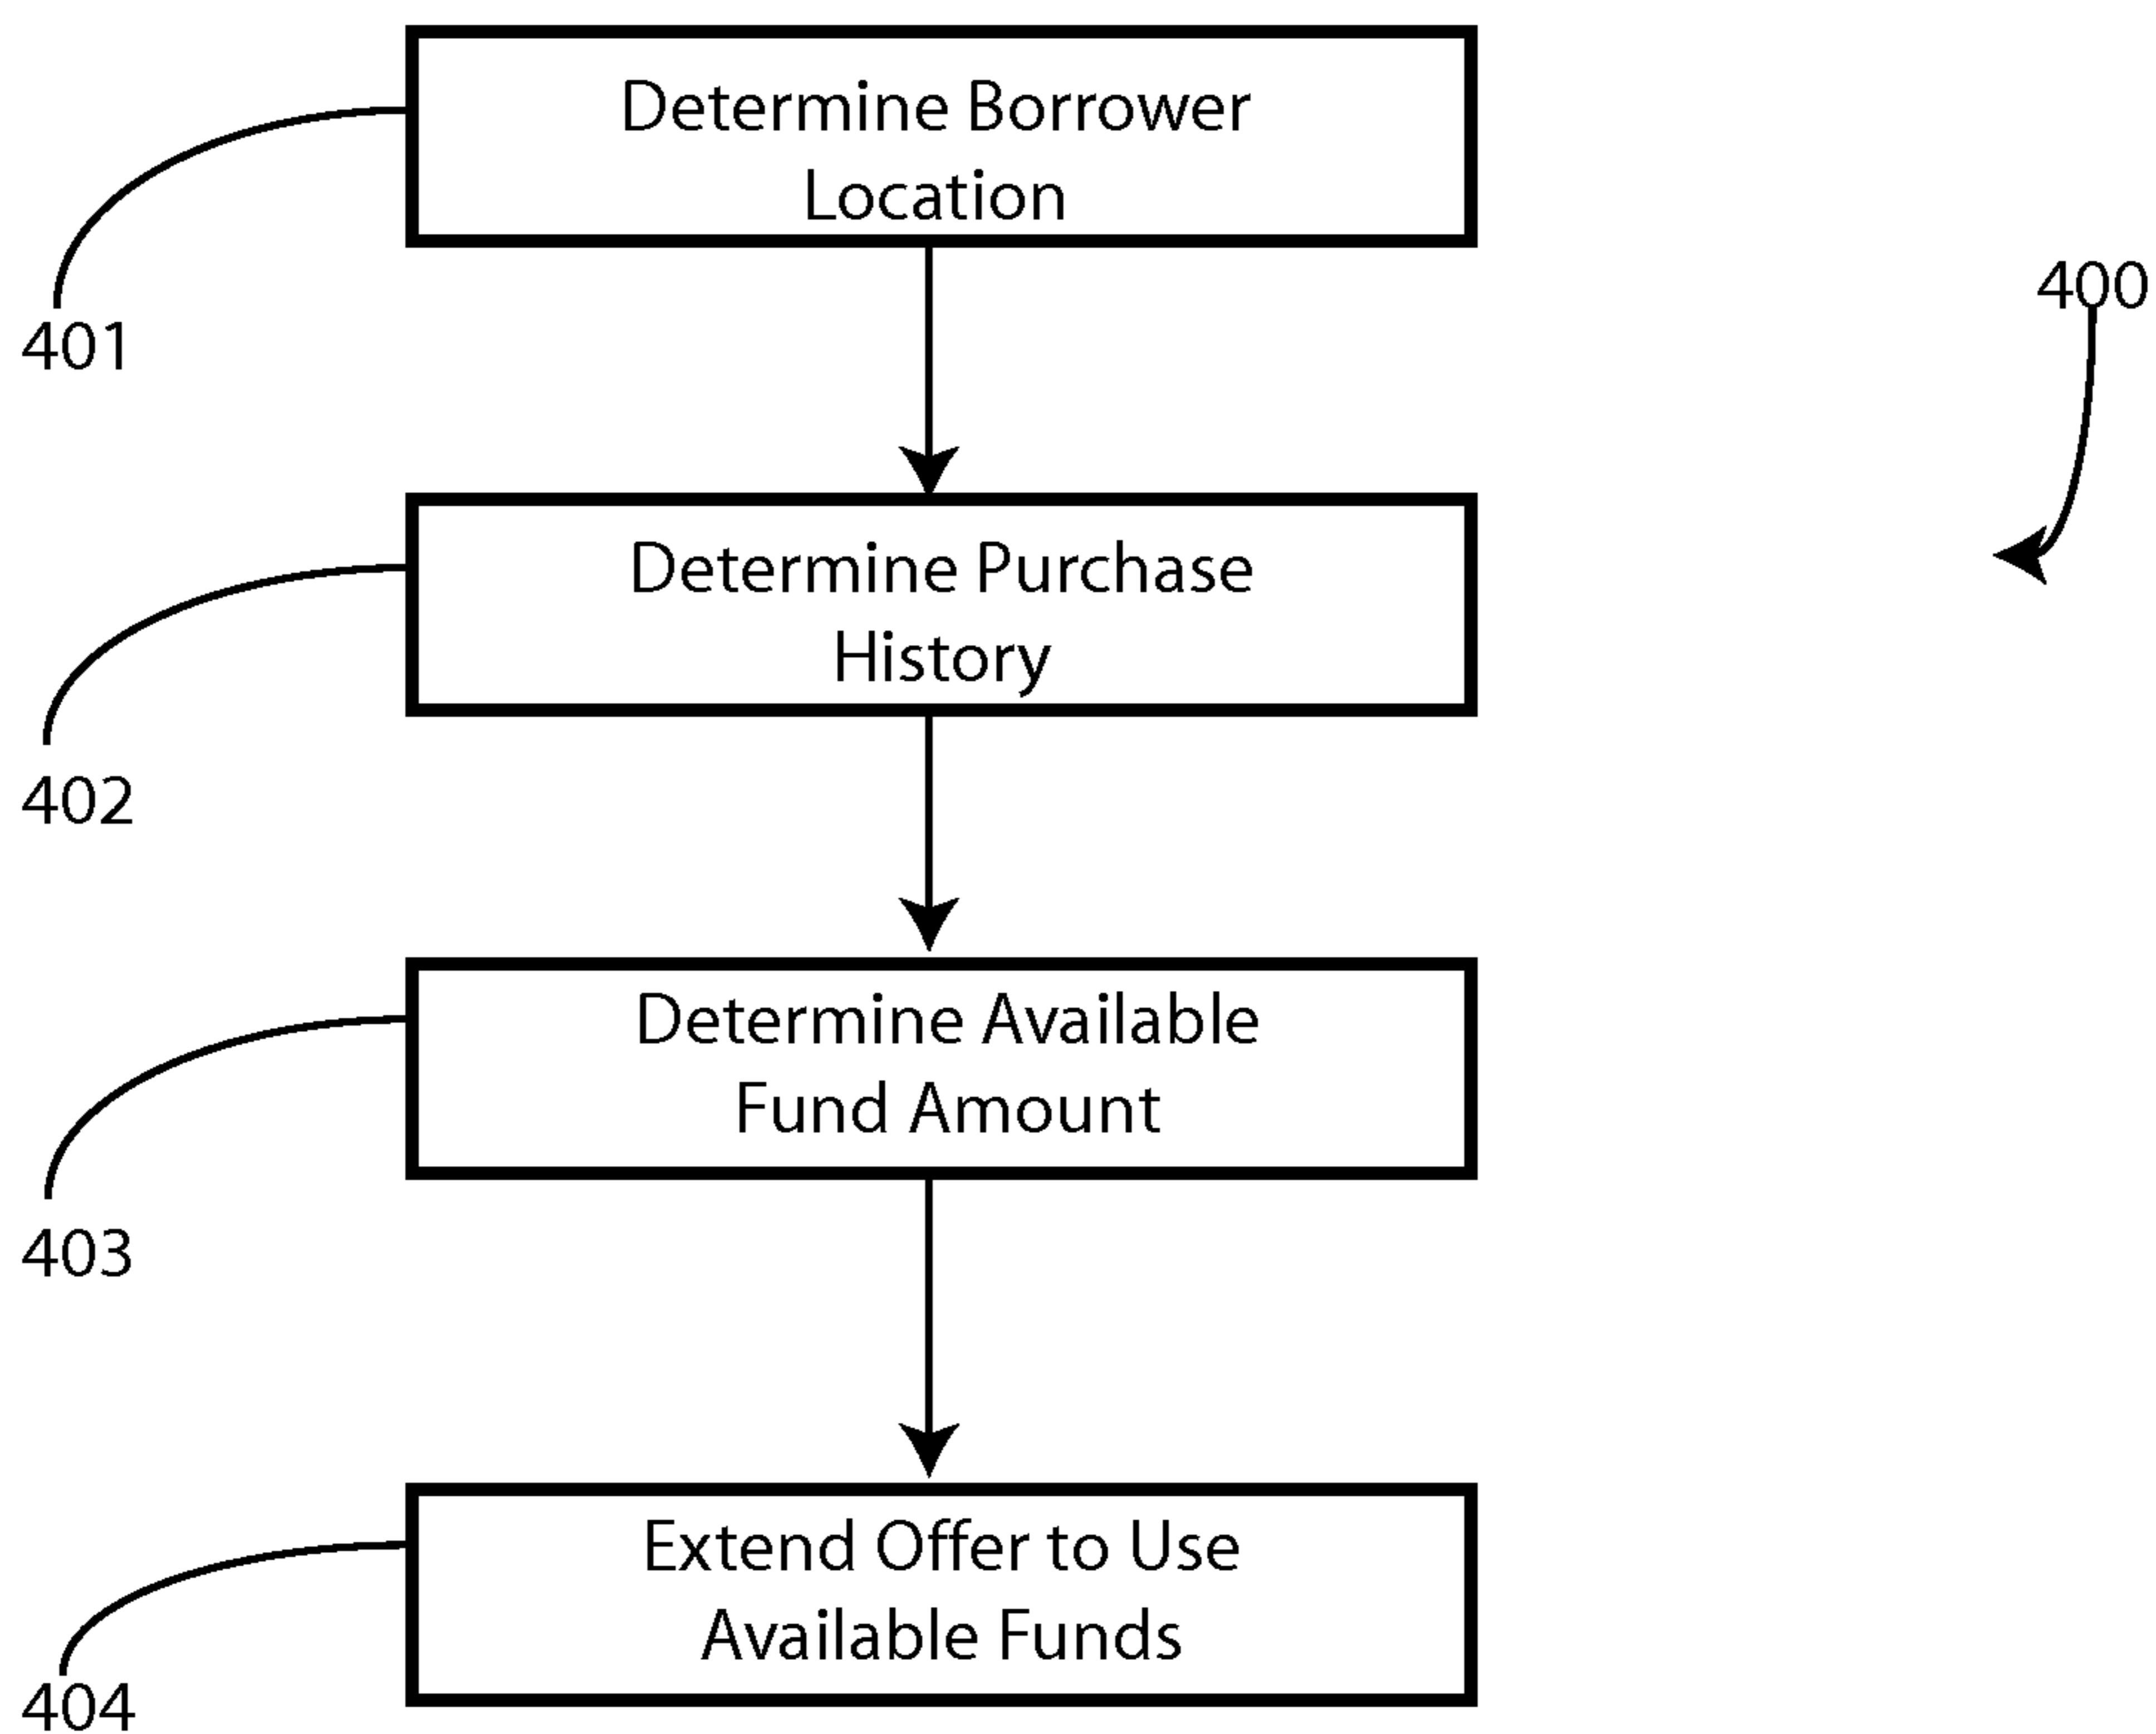 Determine Borrower
Location
401
400
Determine Purchase
History
402
Determine Available
Fund Amount
403
Extend Offer to Use
Available Funds
404